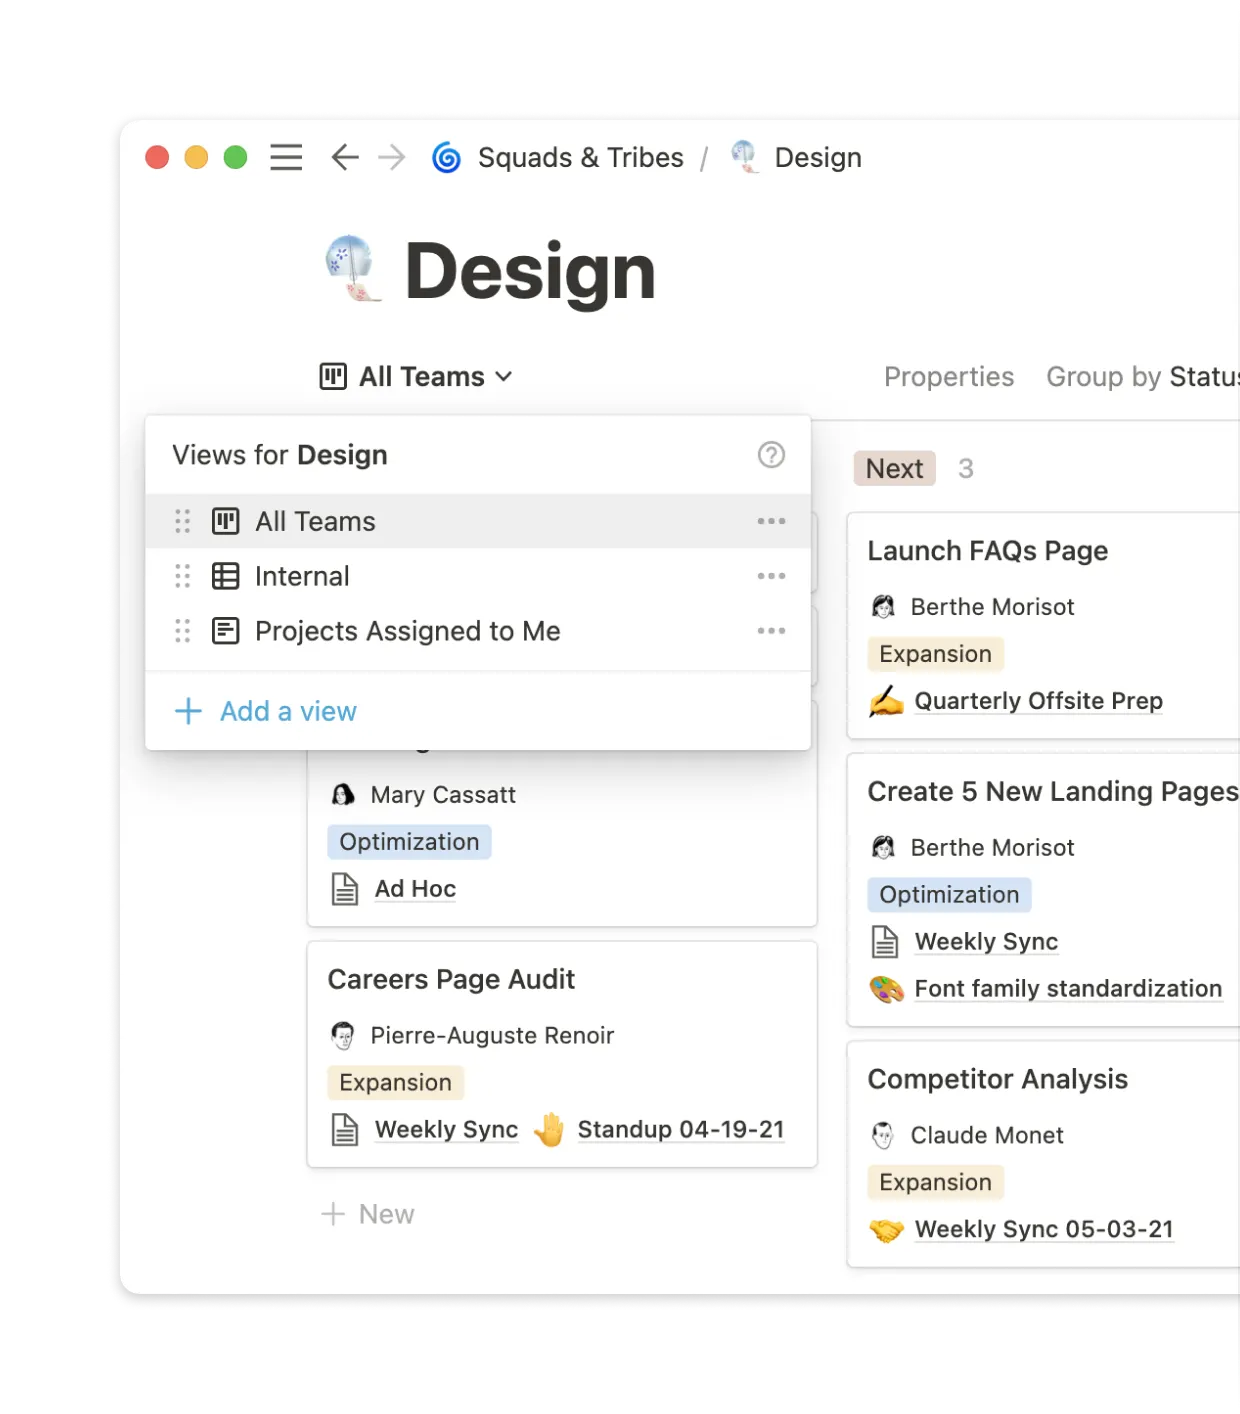 Squads & Tribes / Design
Design
All Teams
Properties Group by
Views for Design
All Teams
Internal
Projects Assigned to Me
Add a view
Mary Cassatt
Optimization
Ad Hoc
Careers Page Audit
Pierre-Auguste Renoir
Expansion
Weekly Sync Standup 04-19-21
New
Next 3
Launch FAQs Page
Berthe Morisot
Expansion
Quarterly Offsite Prep
Create 5 New Landing Pages
Berthe Morisot
Optimization
Weekly Sync
Font family standardization
Competitor Analysis
Claude Monet
Expansion
Weekly Sync 05-03-21